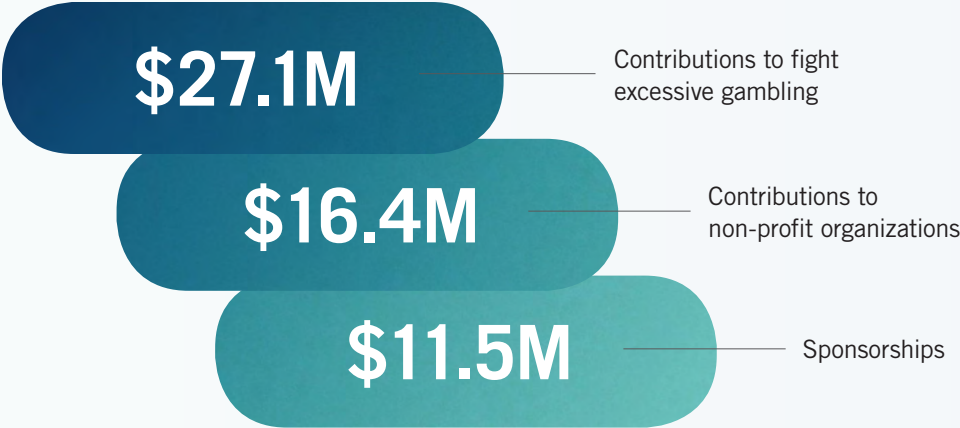 $27.1M
Contributions to fight
excessive gambling
$16.4M
Contributions to
non-profit organizations
$11.5M
Sponsorships